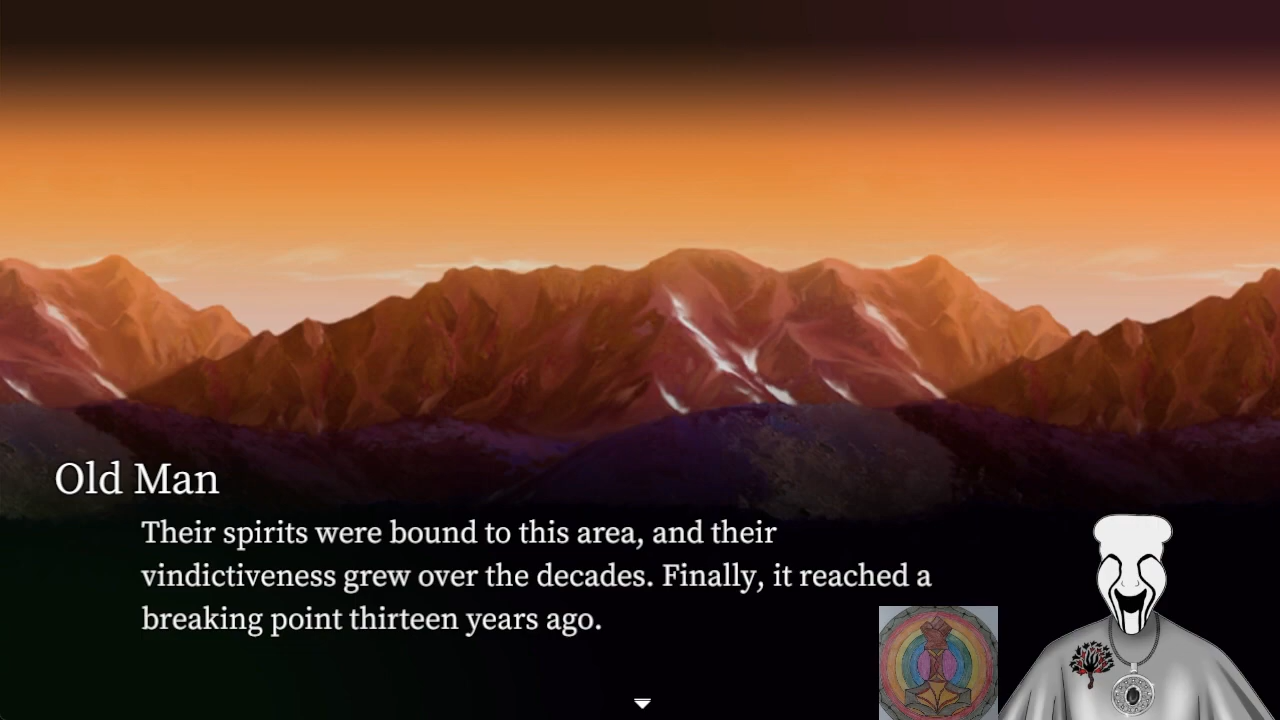 Old Man
Their spirits were bound to this area, and their
vindictiveness grew over the decades. Finally, it reached a
breaking point thirteen years ago.